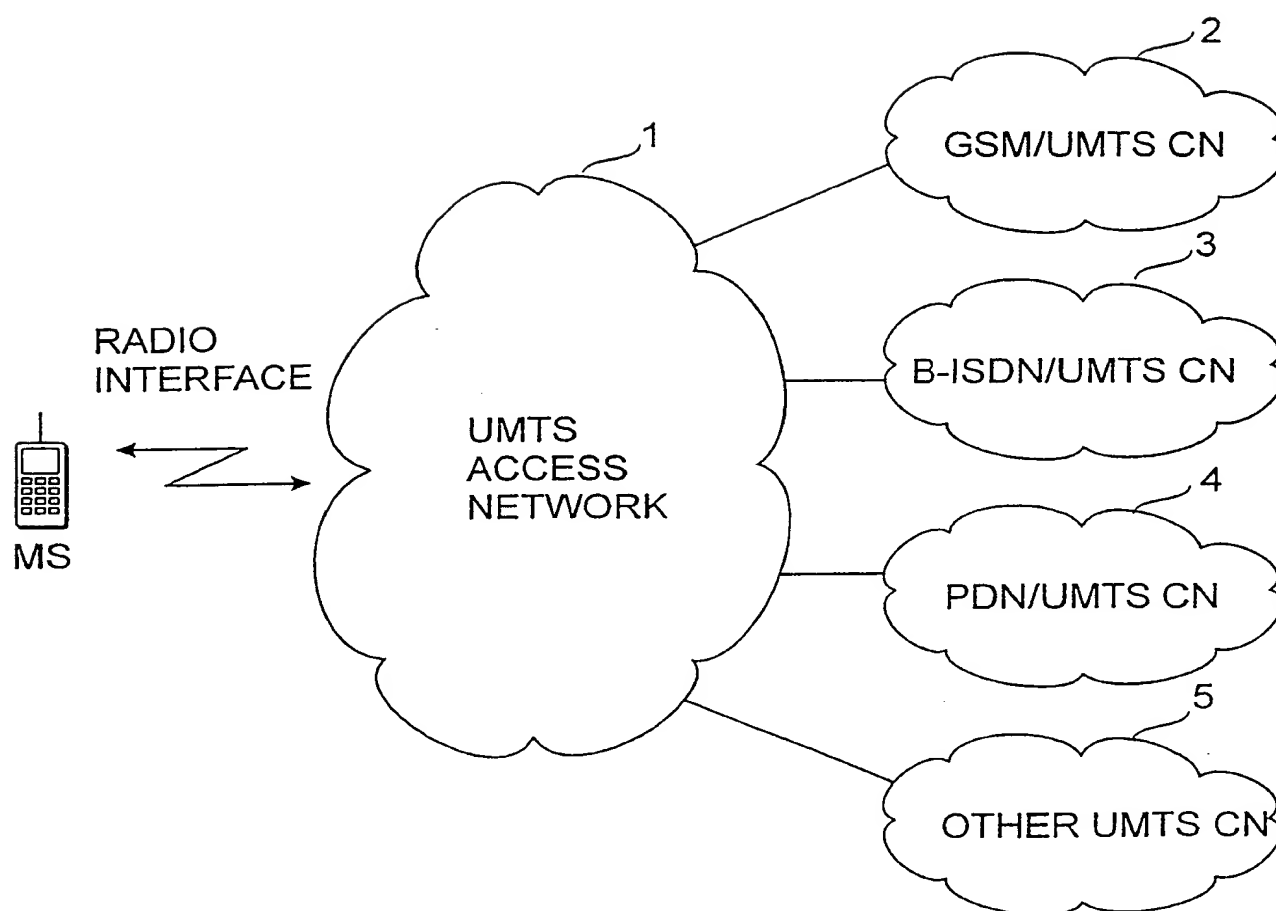 2
GSM/UMTS CN
1
3
RADIO
INTERFACE
B-ISDN/UMTS CN
UMTS
ACCESS
NETWORK
MS
4
PDN/UMTS CN
5
OTHER UMTS CN